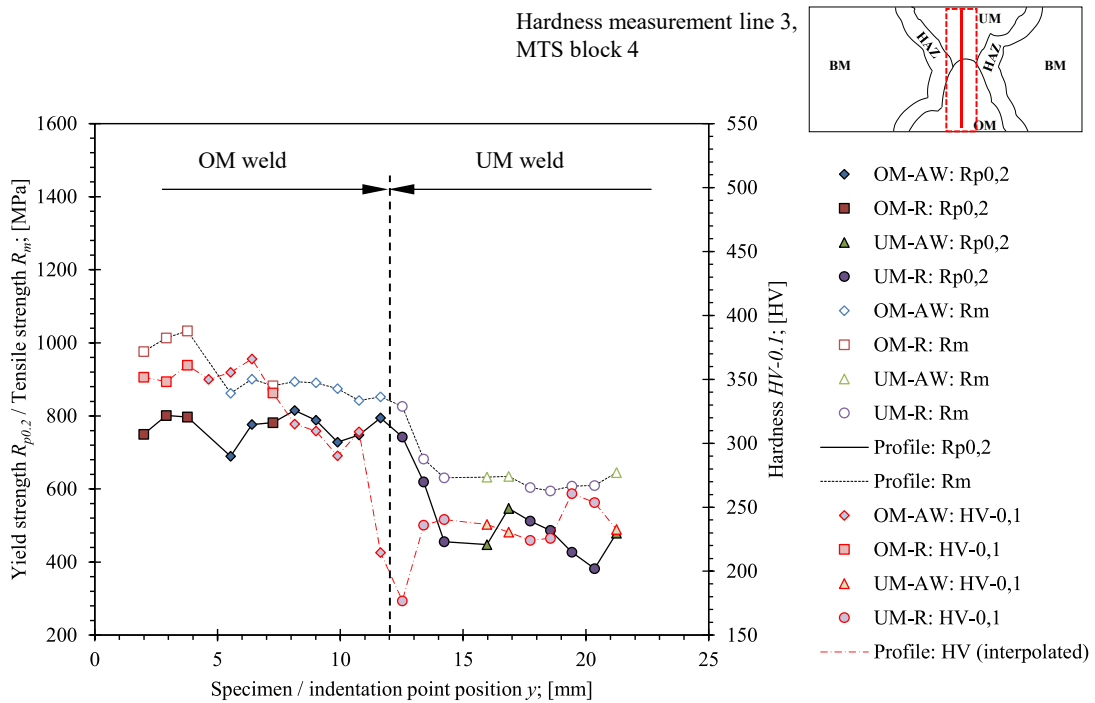 Hardness measurement line 3,
MTS block 4
UM
HAZ
HAZ
BM
BM
OM
OM weld
UM weld
Yield strength Rp0.2 / Tensile strength Rm; [MPa]
1600
1400
1200
1000
800
600
400
200
550
500
450
400
350
300
250
200
150
Hardness HV-0.1; [HV]
0
5
10
15
20
25
Specimen / indentation point position y; [mm]
OM-AW: Rp0,2
OM-R: Rp0,2
UM-AW: Rp0,2
UM-R: Rp0,2
OM-AW: Rm
OM-R: Rm
UM-AW: Rm
UM-R: Rm
Profile: Rp0,2
Profile: Rm
OM-AW: HV-0,1
OM-R: HV-0,1
UM-AW: HV-0,1
UM-R: HV-0,1
Profile: HV (interpolated)